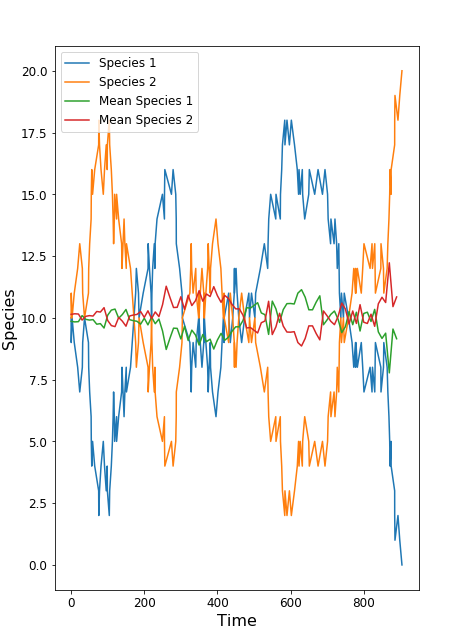 Species 1
Species 2
Mean Species 1
Mean Species 2
20.0
17.5
15.0
12.5
10.0
7.5
5.0
2.5
0.0
Species
0 200 400 600 800
Time